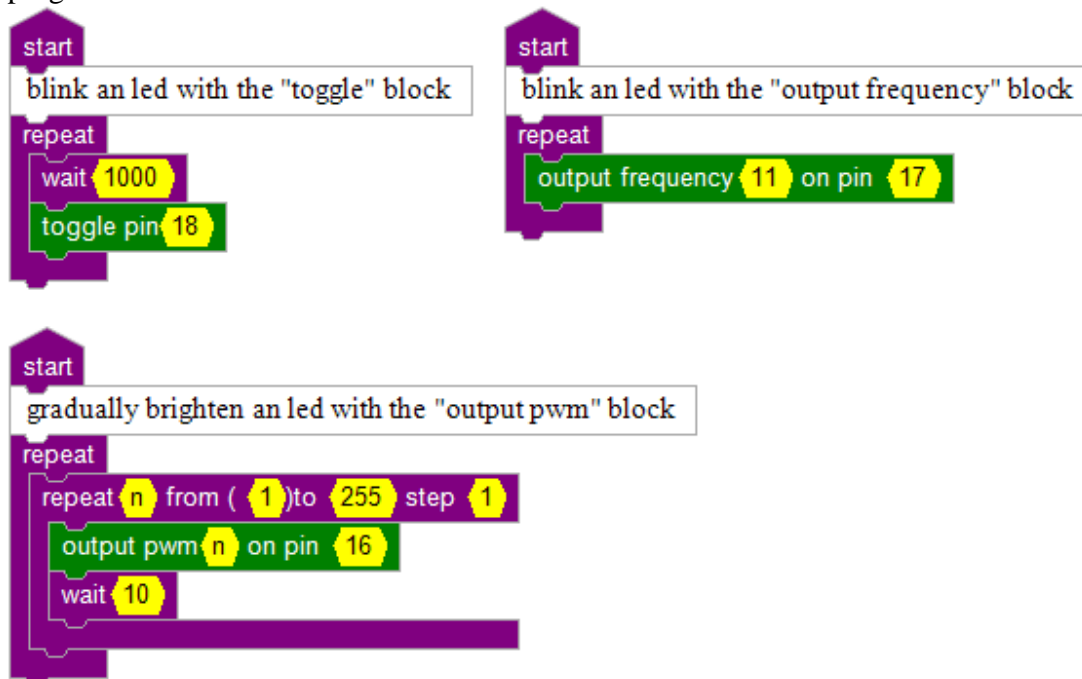 start
blink an led with the "toggle" block
repeat
wait 1000
toggle pin 18
start
blink an led with the "output frequency" block
repeat
output frequency 11 on pin 17
start
gradually brighten an led with the "output pwm" block
repeat
repeat n from ( 1 )to 255 step 1
output pwm n on pin 16
wait 10